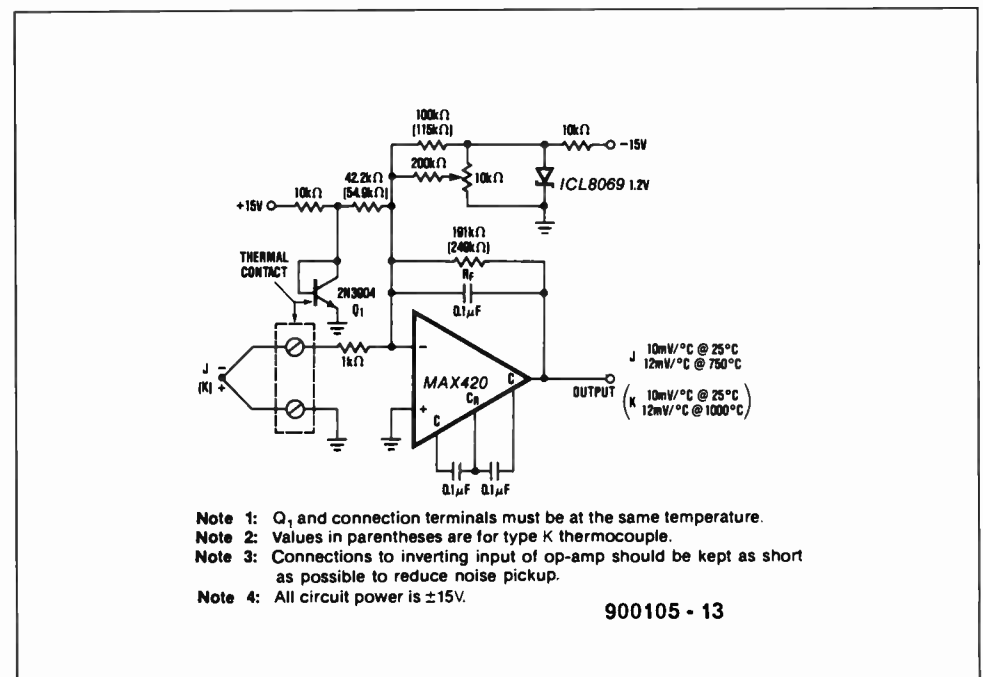 100kΩ
(115kΩ)
10kΩ
-15V
200kΩ
10kΩ
ICL8069 1.2V
42.2kΩ
(54.9kΩ)
10kΩ
+15V
191kΩ
(249kΩ)
RF
0.1µF
THERMAL
CONTACT
2N3904
Q1
J -
(K) +
1kΩ
-
MAX420
+
C
CR
C
OUTPUT
J 10mV/°C @ 25°C
12mV/°C @ 750°C
(K 10mV/°C @ 25°C
12mV/°C @ 1000°C)
0.1µF 0.1µF
Note 1: Q1 and connection terminals must be at the same temperature.
Note 2: Values in parentheses are for type K thermocouple.
Note 3: Connections to inverting input of op-amp should be kept as short
as possible to reduce noise pickup.
Note 4: All circuit power is ±15V.
900105 - 13